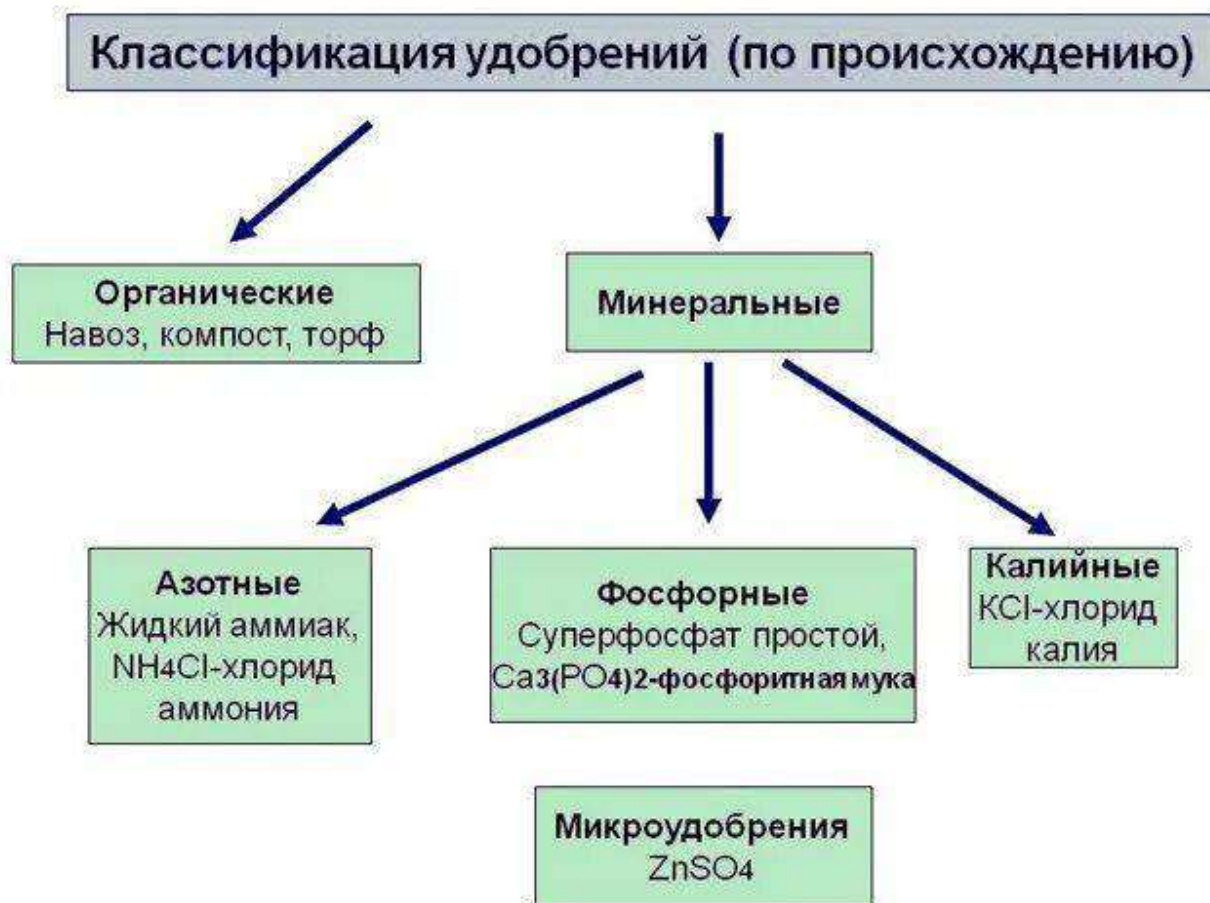 Классификация удобрений (по происхождению)
Органические
Навоз, компост, торф
Минеральные
Азотные
Жидкий аммиак,
NH4Cl-хлорид
аммония
Фосфорные
Суперфосфат простой,
Ca3(PO4)2-фосфоритная мука
Калийные
KCl-хлорид
калия
Микроудобрения
ZnSO4